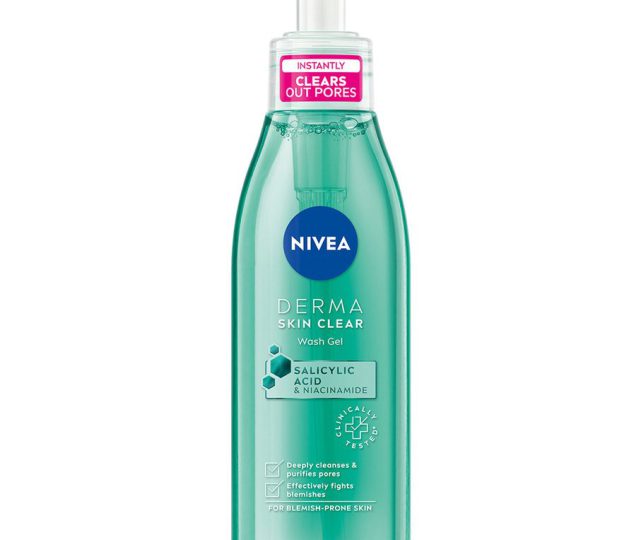 INSTANTLY
CLEARS
OUT PORES
NIVEA
DERMA
SKIN CLEAR
Wash Gel
SALICYLIC
ACID
& NIACINAMIDE
CLINICALLY
TESTED*
Deeply cleanses &
purifies pores
Effectively fights
blemishes
FOR BLEMISH-PRONE SKIN